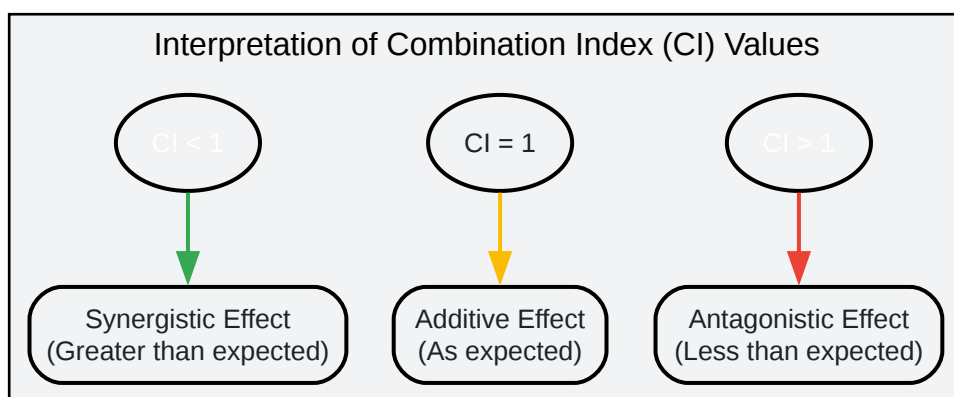 Interpretation of Combination Index (CI) Values
CI < 1
CI = 1
CI > 1
Synergistic Effect
(Greater than expected)
Additive Effect
(As expected)
Antagonistic Effect
(Less than expected)